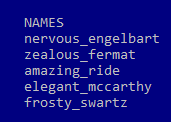 NAMES
nervous_engelbart
zealous_fermat
amazing_ride
elegant_mccarthy
frosty_swartz